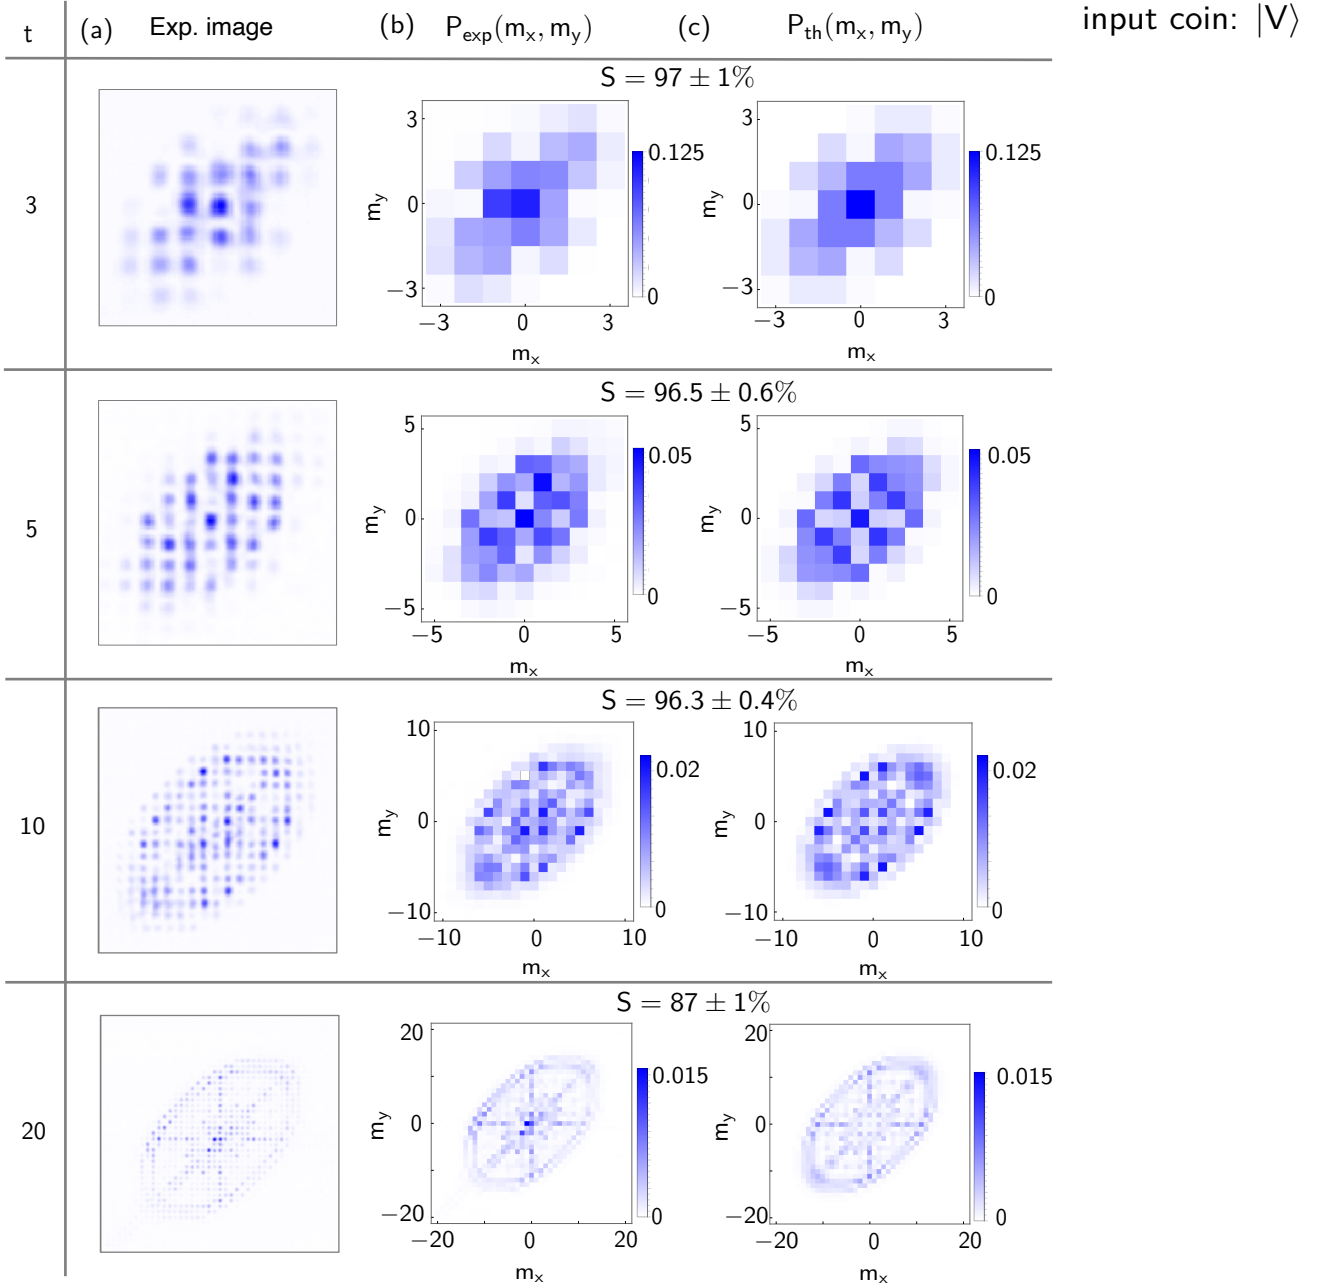 input coin: |V⟩
t (a) Exp. image (b) P_exp(m_x, m_y) (c) P_th(m_x, m_y)
S = 97 ± 1%
3
3
0
−3
m_y
−3 0 3
m_x
0.125
0
3
0
−3
m_y
−3 0 3
m_x
0.125
0
S = 96.5 ± 0.6%
5
5
0
−5
m_y
−5 0 5
m_x
0.05
0
5
0
−5
m_y
−5 0 5
m_x
0.05
0
S = 96.3 ± 0.4%
10
10
0
−10
m_y
−10 0 10
m_x
0.02
0
10
0
−10
m_y
−10 0 10
m_x
0.02
0
S = 87 ± 1%
20
20
0
−20
m_y
−20 0 20
m_x
0.015
0
20
0
−20
m_y
−20 0 20
m_x
0.015
0